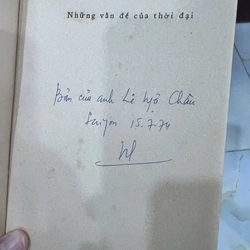 Những vấn đề của thời đại
Bản của anh Lê Ngộ Châu
Saigon 15.7.74